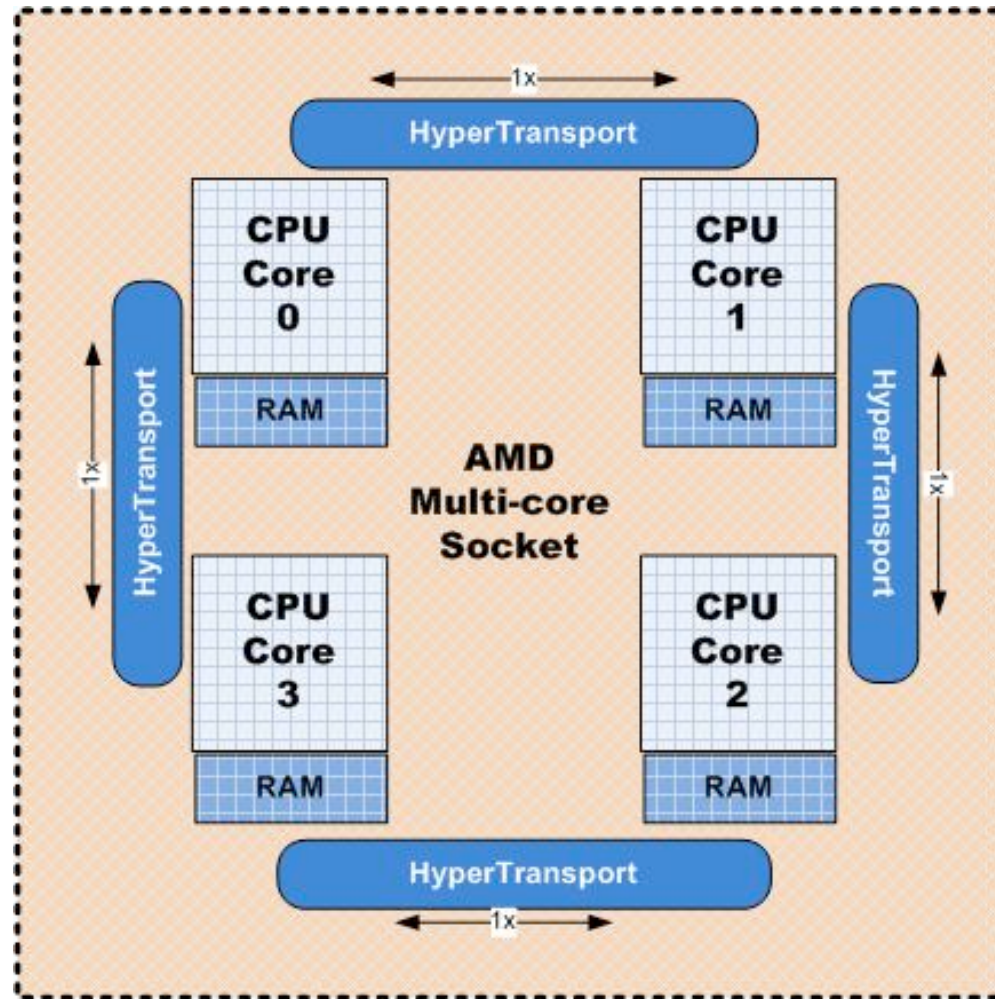 1x
HyperTransport
CPU
Core
0
CPU
Core
1
RAM
RAM
HyperTransport
1x
HyperTransport
1x
AMD
Multi-core
Socket
CPU
Core
3
CPU
Core
2
RAM
RAM
HyperTransport
1x